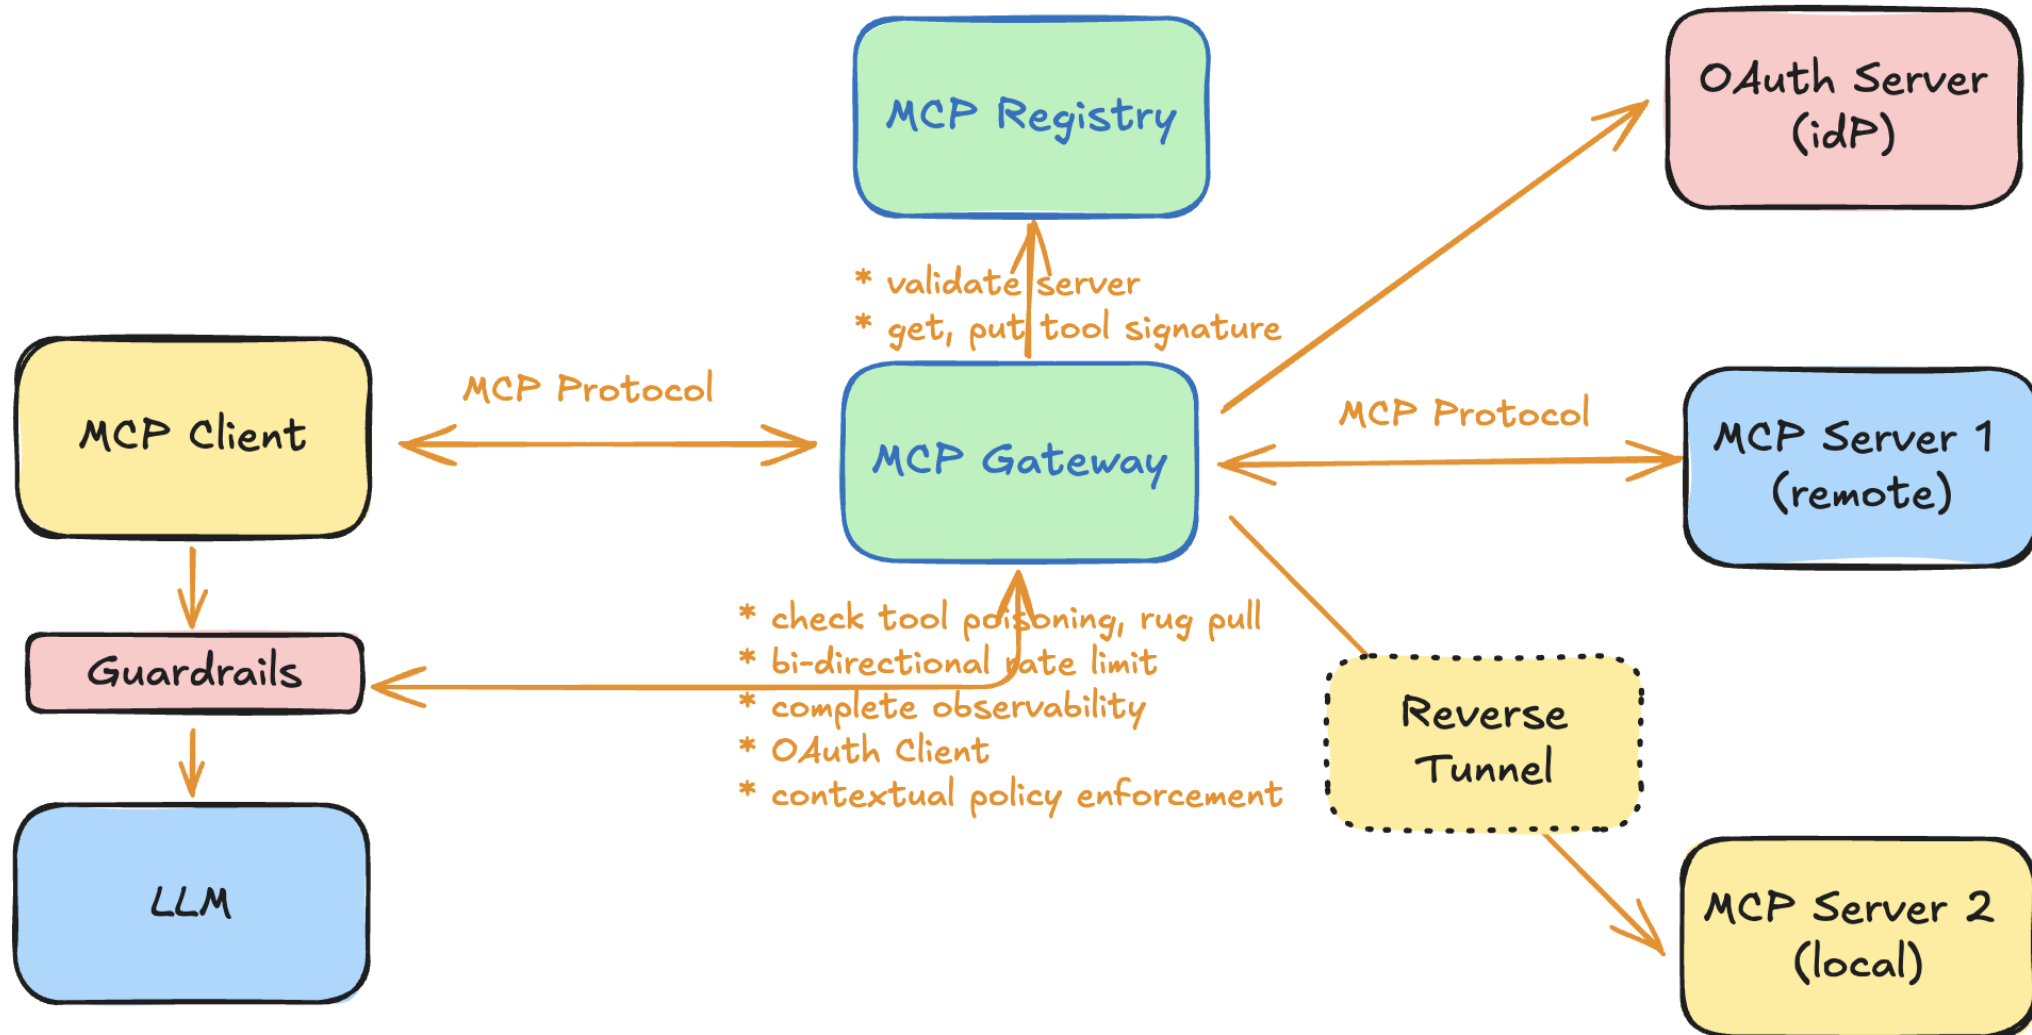 MCP Registry
OAuth Server
(idP)
* validate server
* get, put tool signature
MCP Client
MCP Protocol
MCP Gateway
MCP Protocol
MCP Server 1
(remote)
Guardrails
* check tool poisoning, rug pull
* bi-directional rate limit
* complete observability
* OAuth Client
* contextual policy enforcement
Reverse
Tunnel
LLM
MCP Server 2
(local)